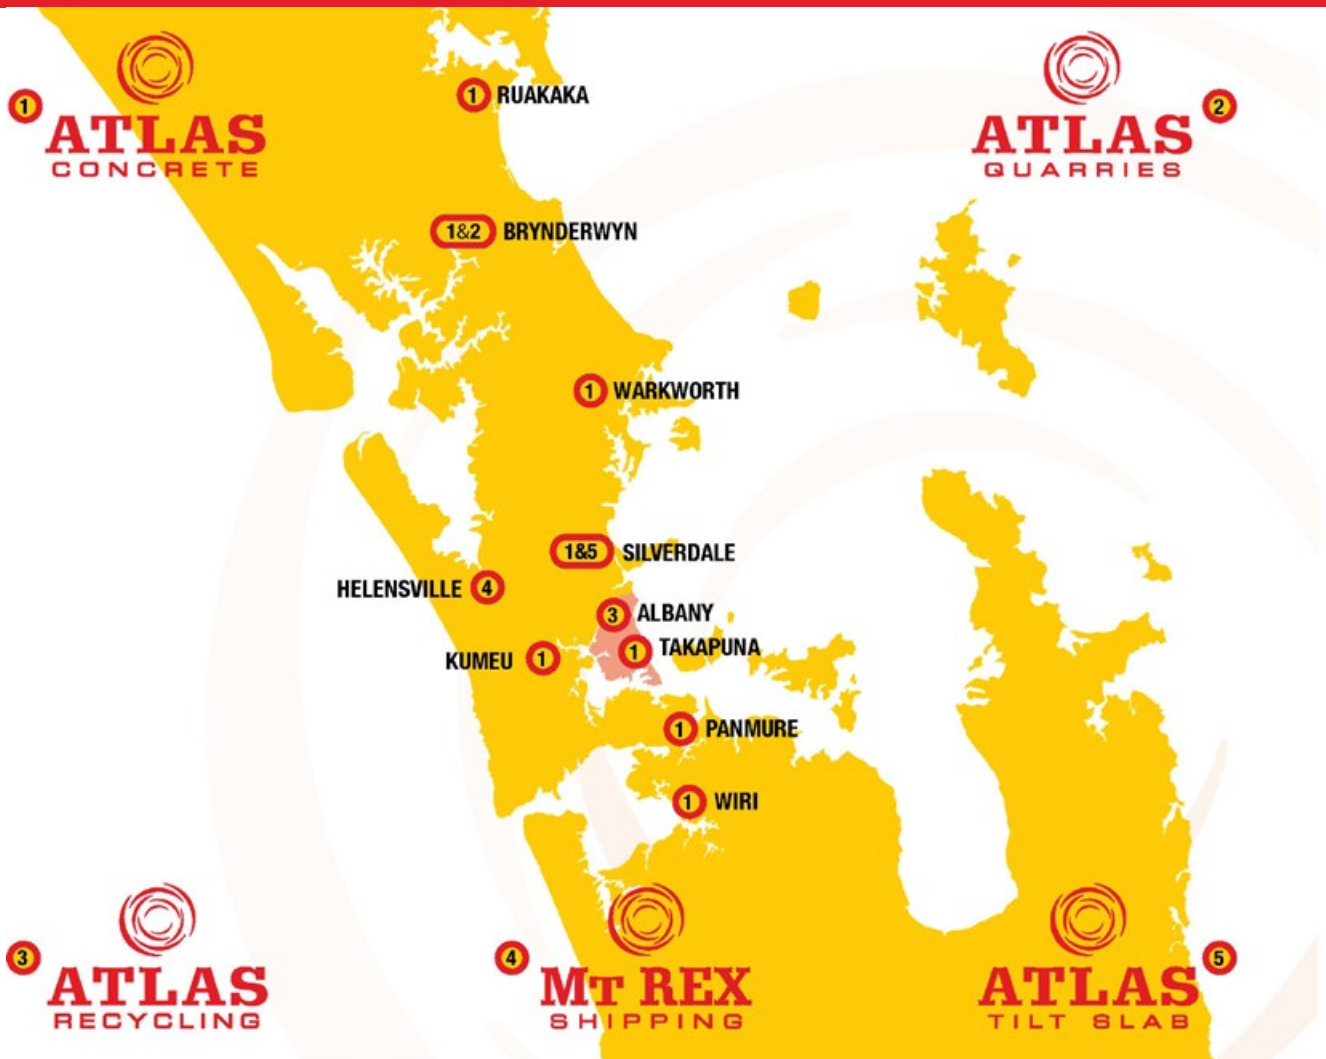 1
ATLAS
CONCRETE
2
ATLAS
QUARRIES
1 RUAKAKA
1&2 BRYNDERWYN
1 WARKWORTH
1&5 SILVERDALE
HELENSVILLE 4
3 ALBANY
1 TAKAPUNA
KUMEU 1
1 PANMURE
1 WIRI
3
ATLAS
RECYCLING
4
MT REX
SHIPPING
5
ATLAS
TILT SLAB